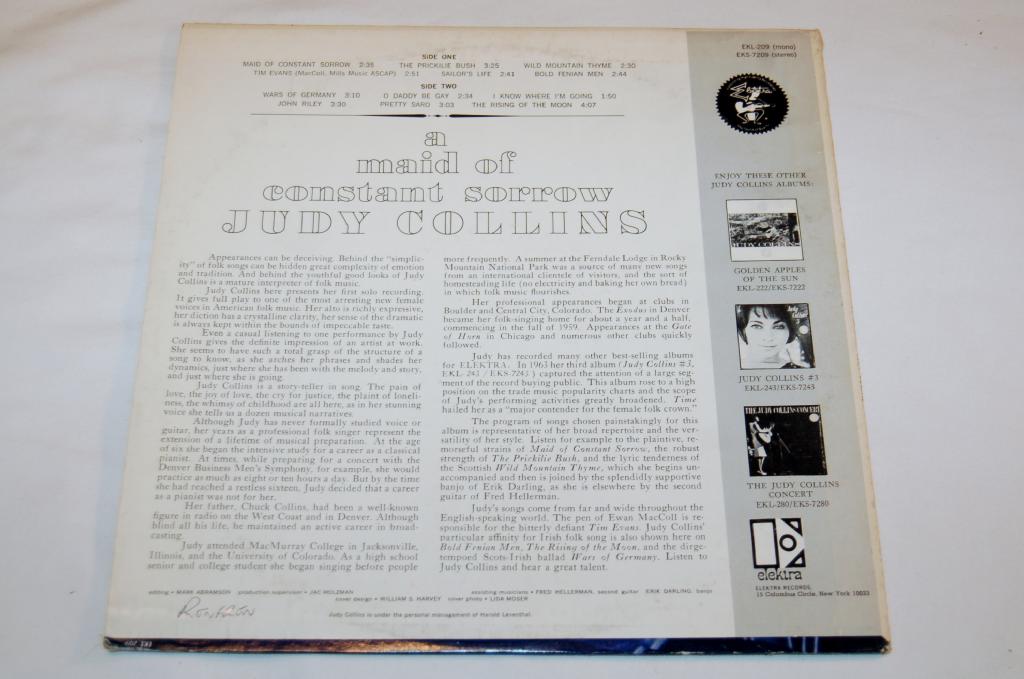 SIDE ONE
MAID OF CONSTANT SORROW 2:35 THE PRICKILIE BUSH 3:25 WILD MOUNTAIN THYME 2:30
TIM EVANS (MacColl, Mills Music ASCAP) 2:51 SAILOR'S LIFE 2:41 BOLD FENIAN MEN 2:44
SIDE TWO
WARS OF GERMANY 3:10 O DADDY BE GAY 2:34 I KNOW WHERE I'M GOING 1:50
JOHN RILEY 3:30 PRETTY SARO 3:03 THE RISING OF THE MOON 4:07
a
maid of
constant sorrow
JUDY COLLINS
Appearances can be deceiving. Behind the "simplic-
ity" of folk songs can be hidden great complexity of emotion
and tradition. And behind the youthful good looks of Judy
Collins is a mature interpreter of folk music.
Judy Collins here presents her first solo recording.
It gives full play to one of the most arresting new female
voices in American folk music. Her alto is richly expressive,
her diction has a crystalline clarity, her sense of the dramatic
is always kept within the bounds of impeccable taste.
Even a casual listening to one performance by Judy
Collins gives the definite impression of an artist at work.
She seems to have such a total grasp of the structure of a
song to know, as she arches her phrases and shades her
dynamics, just where she has been with the melody and story,
and just where she is going.
Judy Collins is a story-teller in song. The pain of
love, the joy of love, the cry for justice, the plaint of loneli-
ness, the whimsy of childhood are all here, as in her stunning
voice she tells us a dozen musical narratives.
Although Judy has never formally studied voice or
guitar, her years as a professional folk singer represent the
extension of a lifetime of musical preparation. At the age
of six she began the intensive study for a career as a classical
pianist. At times, while preparing for a concert with the
Denver Business Men's Symphony, for example, she would
practice as much as eight or ten hours a day. But by the time
she had reached a restless sixteen, Judy decided that a career
as a pianist was not for her.
Her father, Chuck Collins, had been a well-known
figure in radio on the West Coast and in Denver. Although
blind all his life, he maintained an active career in broad-
casting.
Judy attended MacMurray College in Jacksonville,
Illinois, and the University of Colorado. As a high school
senior and college student she began singing before people
more frequently. A summer at the Ferndale Lodge in Rocky
Mountain National Park was a source of many new songs
from an international clientele of visitors, and the sort of
homesteading life (no electricity and baking her own bread)
in which folk music flourishes.
Her professional appearances began at clubs in
Boulder and Central City, Colorado. The Exodus in Denver
became her folk-singing home for about a year and a half,
commencing in the fall of 1959. Appearances at the Gate
of Horn in Chicago and numerous other clubs quickly
followed.
Judy has recorded many other best-selling albums
for ELEKTRA. In 1963 her third album (Judy Collins #3,
EKL-243 / EKS-7243) captured the attention of a large seg-
ment of the record buying public. This album rose to a high
position on the trade music popularity charts and the scope
of Judy's performing activities greatly broadened. Time
hailed her as a "major contender for the female folk crown."
The program of songs chosen painstakingly for this
album is representative of her broad repertoire and the ver-
satility of her style. Listen for example to the plaintive, re-
morseful strains of Maid of Constant Sorrow, the robust
strength of The Prickilie Bush, and the lyric tenderness of
the Scottish Wild Mountain Thyme, which she begins un-
accompanied and then is joined by the splendidly supportive
banjo of Erik Darling, as she is elsewhere by the second
guitar of Fred Hellerman.
Judy's songs come from far and wide throughout the
English-speaking world. The pen of Ewan MacColl is re-
sponsible for the bitterly defiant Tim Evans. Judy Collins'
particular affinity for Irish folk song is also shown here on
Bold Fenian Men, The Rising of the Moon, and the dirge-
tempoed Scots-Irish ballad Wars of Germany. Listen to
Judy Collins and hear a great talent.
editing • MARK ABRAMSON production supervisor • JAC HOLZMAN assisting musicians • FRED HELLERMAN, second guitar ERIK DARLING, banjo
cover design • WILLIAM S. HARVEY cover photo • LIDA MOSER
Judy Collins is under the personal management of Harold Leventhal.
EKL-209 (mono)
EKS-7209 (stereo)
Elektra
ENJOY THESE OTHER
JUDY COLLINS ALBUMS:
JUDY COLLINS
GOLDEN APPLES
OF THE SUN
EKL-222/EKS-7222
JUDY COLLINS #3
EKL-243/EKS-7243
THE JUDY COLLINS CONCERT
THE JUDY COLLINS
CONCERT
EKL-280/EKS-7280
elektra
ELEKTRA RECORDS,
15 Columbus Circle, New York 10023
EKL 209